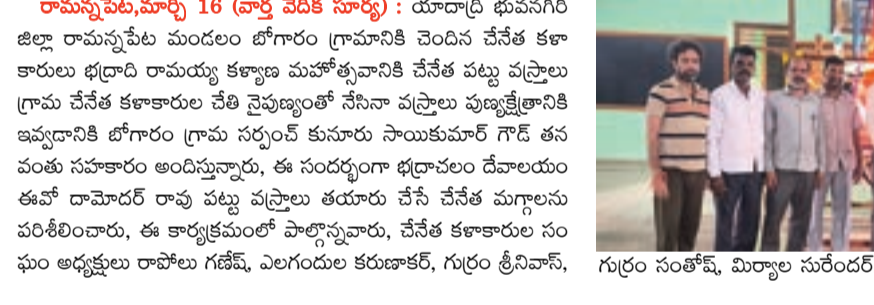 రామన్నపేట,మార్చి 16 (వార్త వేదిక సూర్య) : యాదాద్రి భువనగిరి
జిల్లా రామన్నపేట మండలం బోగారం గ్రామానికి చెందిన చేనేత కళా
కారులు భద్రాది రామయ్య కళ్యాణ మహోత్సవానికి చేనేత పట్టు వస్త్రాలు
గ్రామ చేనేత కళాకారుల చేతి నైపుణ్యంతో నేసినా వస్త్రాలు పుణ్యక్షేత్రానికి
ఇవ్వడానికి బోగారం గ్రామ సర్పంచ్ కునూరు సాయికుమార్ గౌడ్ తన
వంతు సహకారం అందిస్తున్నారు, ఈ సందర్భంగా భద్రాచలం దేవాలయం
ఈవో దామోదర్ రావు పట్టు వస్త్రాలు తయారు చేసే చేనేత మగ్గాలను
పరిశీలించారు, ఈ కార్యక్రమంలో పాల్గొన్నవారు, చేనేత కళాకారుల సం
ఘం అధ్యక్షులు రాపోలు గణేష్, ఎలగందుల కరుణాకర్, గుర్రం శ్రీనివాస్,
గుర్రం సంతోష్, మిర్యాల సురేందర్